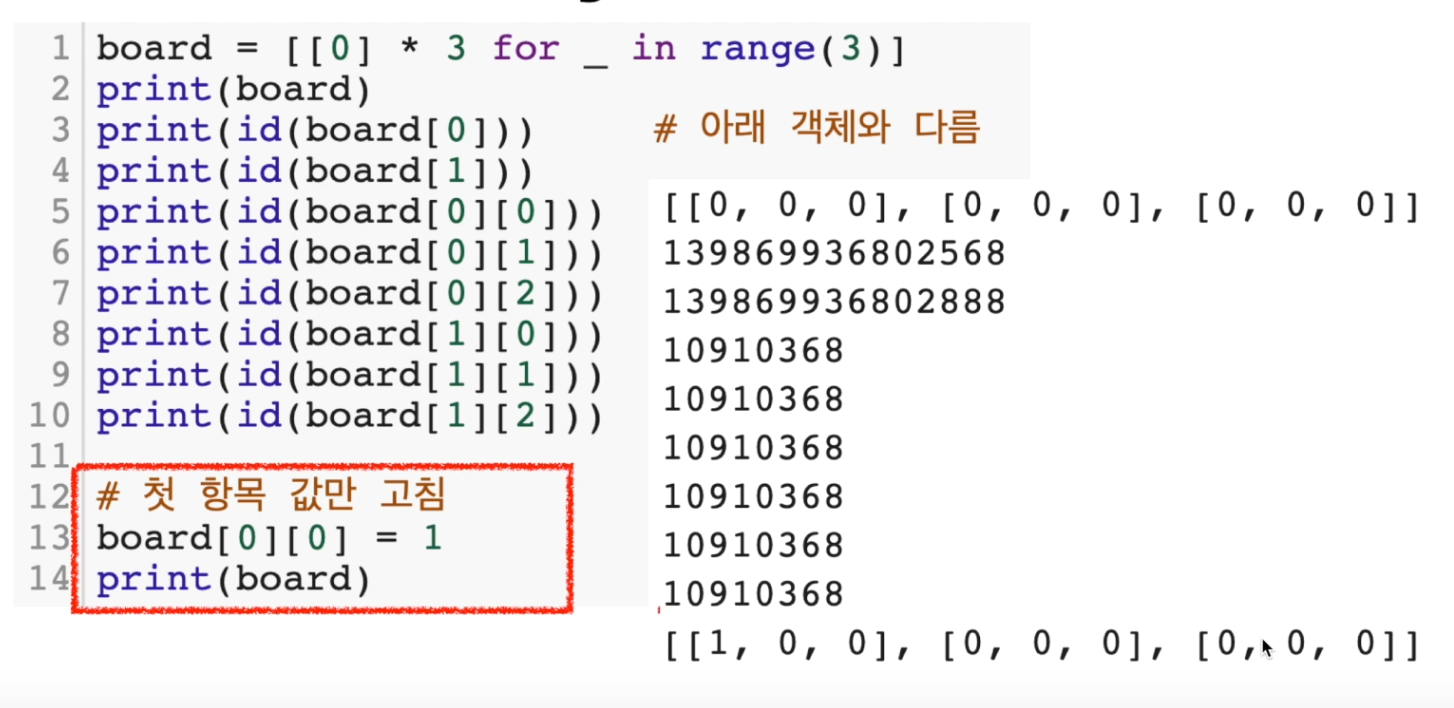 1 board = [[0] * 3 for _ in range(3)]
2 print(board)
3 print(id(board[0])) # 아래 객체와 다름
4 print(id(board[1]))
5 print(id(board[0][0]))
6 print(id(board[0][1]))
7 print(id(board[0][2]))
8 print(id(board[1][0]))
9 print(id(board[1][1]))
10 print(id(board[1][2]))
11
12 # 첫 항목 값만 고침
13 board[0][0] = 1
14 print(board)
[[0, 0, 0], [0, 0, 0], [0, 0, 0]]
139869936802568
139869936802888
10910368
10910368
10910368
10910368
10910368
10910368
[[1, 0, 0], [0, 0, 0], [0, 0, 0]]